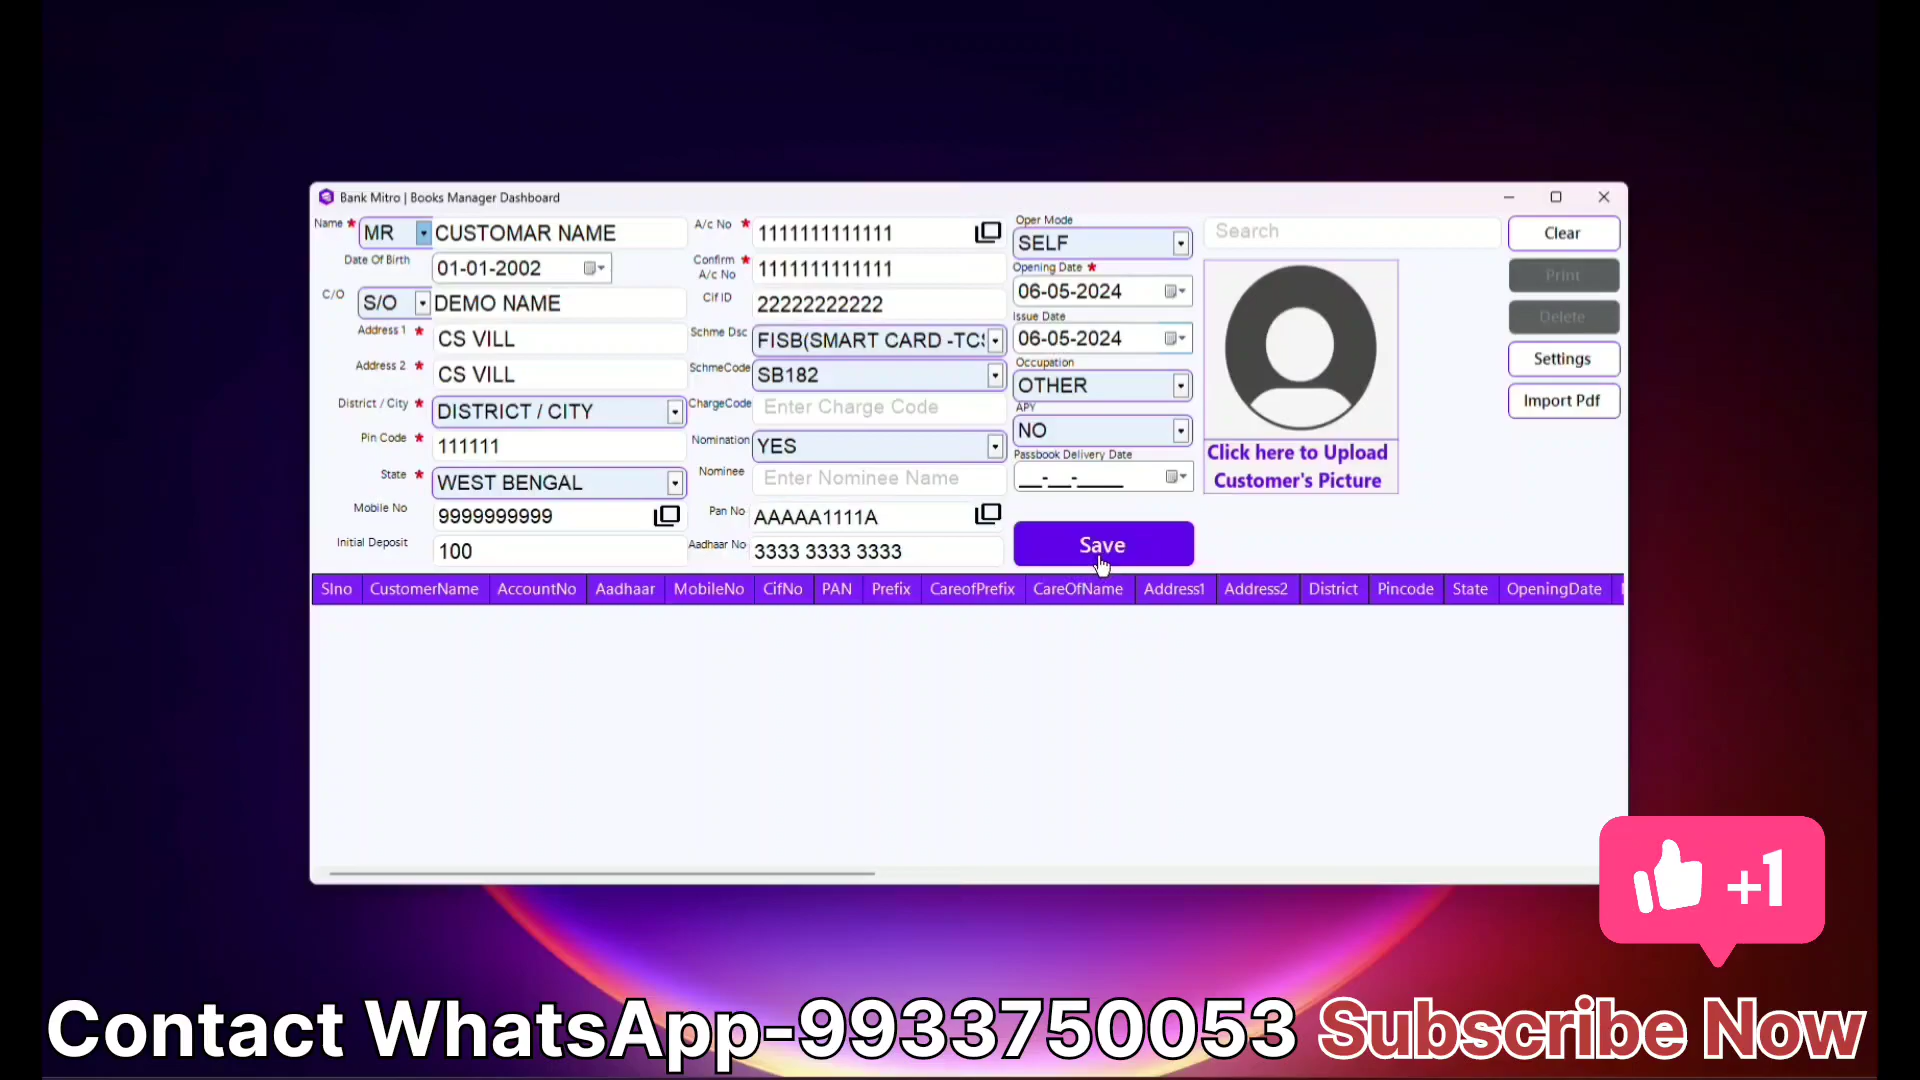 Bank Mitro | Books Manager Dashboard
Name * MR CUSTOMAR NAME
Date Of Birth 01-01-2002
C/O S/O DEMO NAME
Address 1 * CS VILL
Address 2 * CS VILL
District / City * DISTRICT / CITY
Pin Code * 111111
State * WEST BENGAL
Mobile No 9999999999
Initial Deposit 100
A/c No * 1111111111111
Confirm * A/c No 1111111111111
Cif ID 22222222222
Schme Dsc FISB(SMART CARD -TCS
SchmeCode SB182
ChargeCode Enter Charge Code
Nomination YES
Nominee Enter Nominee Name
Pan No AAAAA1111A
Aadhaar No 3333 3333 3333
Oper Mode
SELF
Opening Date *
06-05-2024
Issue Date
06-05-2024
Occupation
OTHER
APY
NO
Passbook Delivery Date
__-__-____
Save
Search
Click here to Upload
Customer's Picture
Clear
Print
Delete
Settings
Import Pdf
Slno CustomerName AccountNo Aadhaar MobileNo CifNo PAN Prefix CareofPrefix CareOfName Address1 Address2 District Pincode State OpeningDate
+1
Contact WhatsApp-9933750053 Subscribe Now